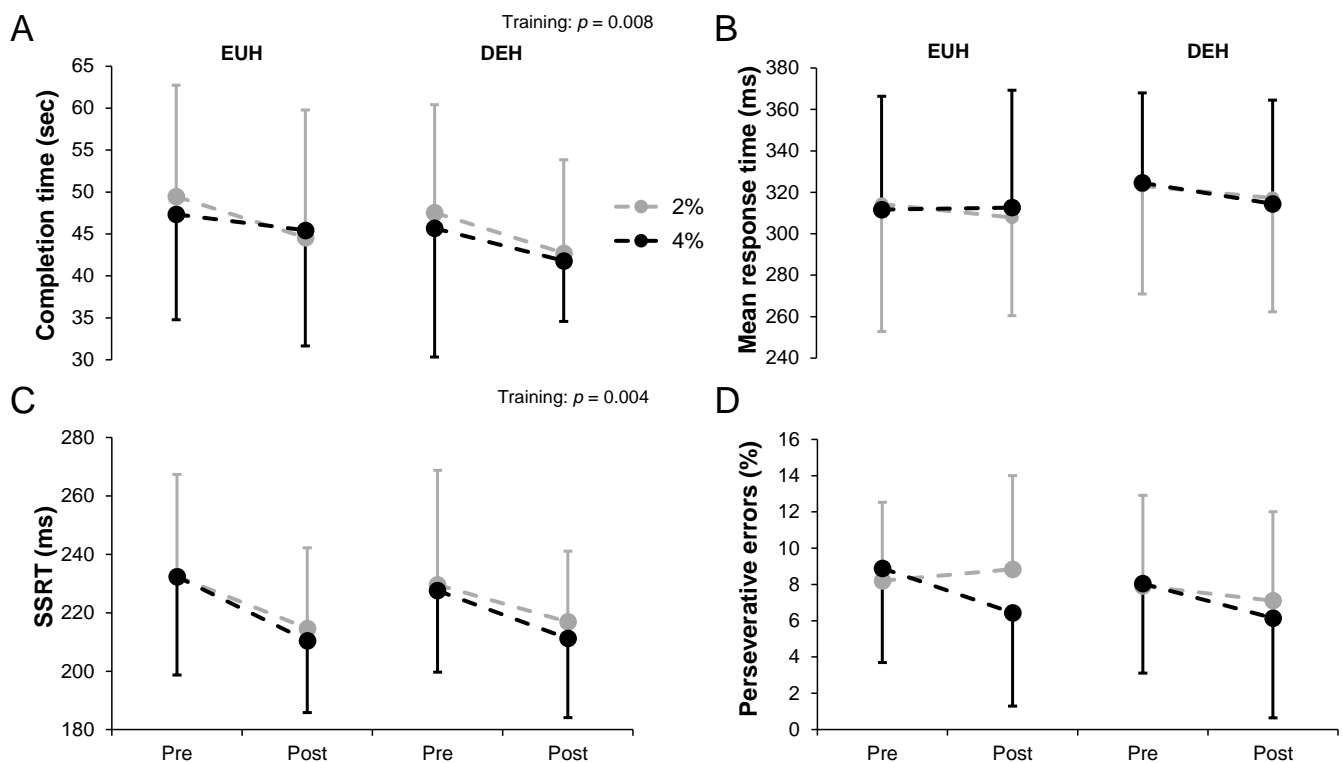 A
Training: p = 0.008
EUH DEH
Completion time (sec)
65
60
55
50
45
40
35
30
2%
4%
B
EUH DEH
Mean response time (ms)
380
360
340
320
300
280
260
240
C
Training: p = 0.004
SSRT (ms)
280
260
240
220
200
180
Pre Post Pre Post
D
Perseverative errors (%)
16
14
12
10
8
6
4
2
0
Pre Post Pre Post